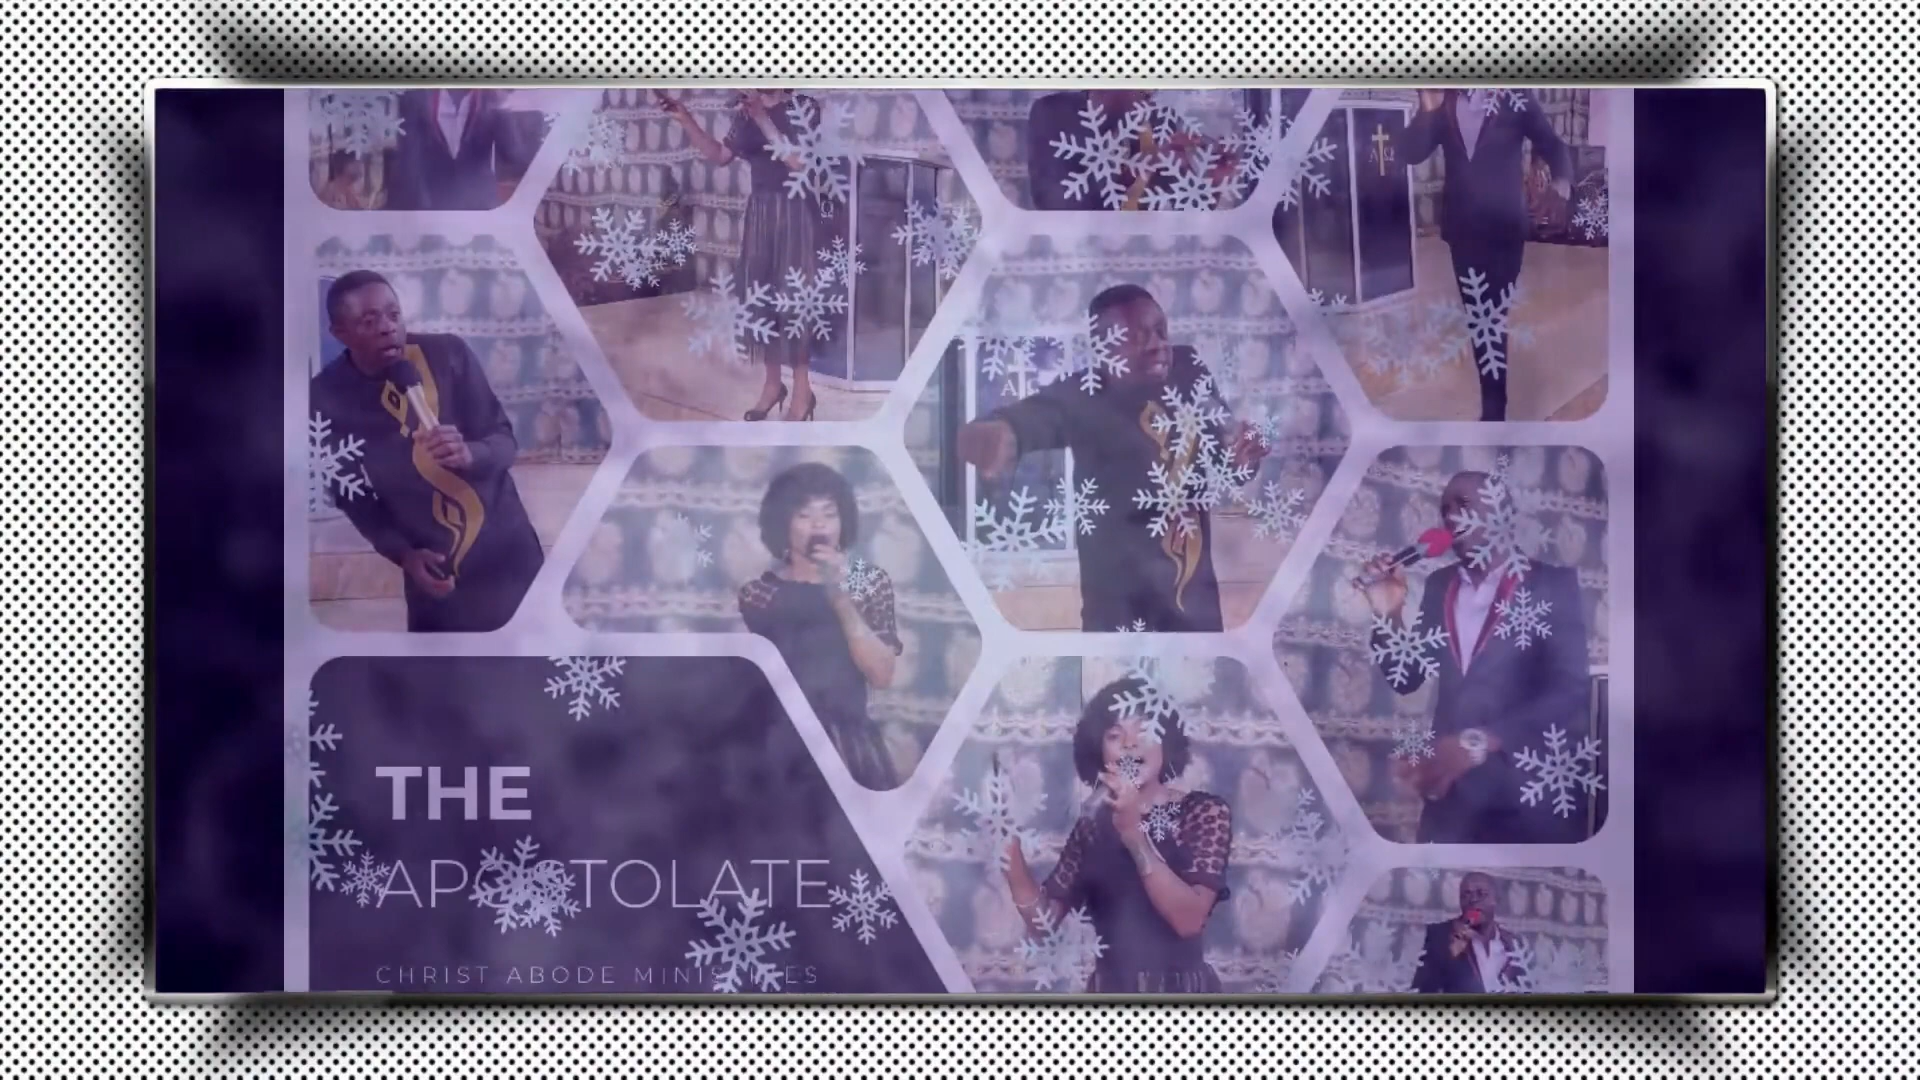 Α Ω
Α
Ω
THE
APOSTOLATE
CHRIST ABODE MINISTRIES